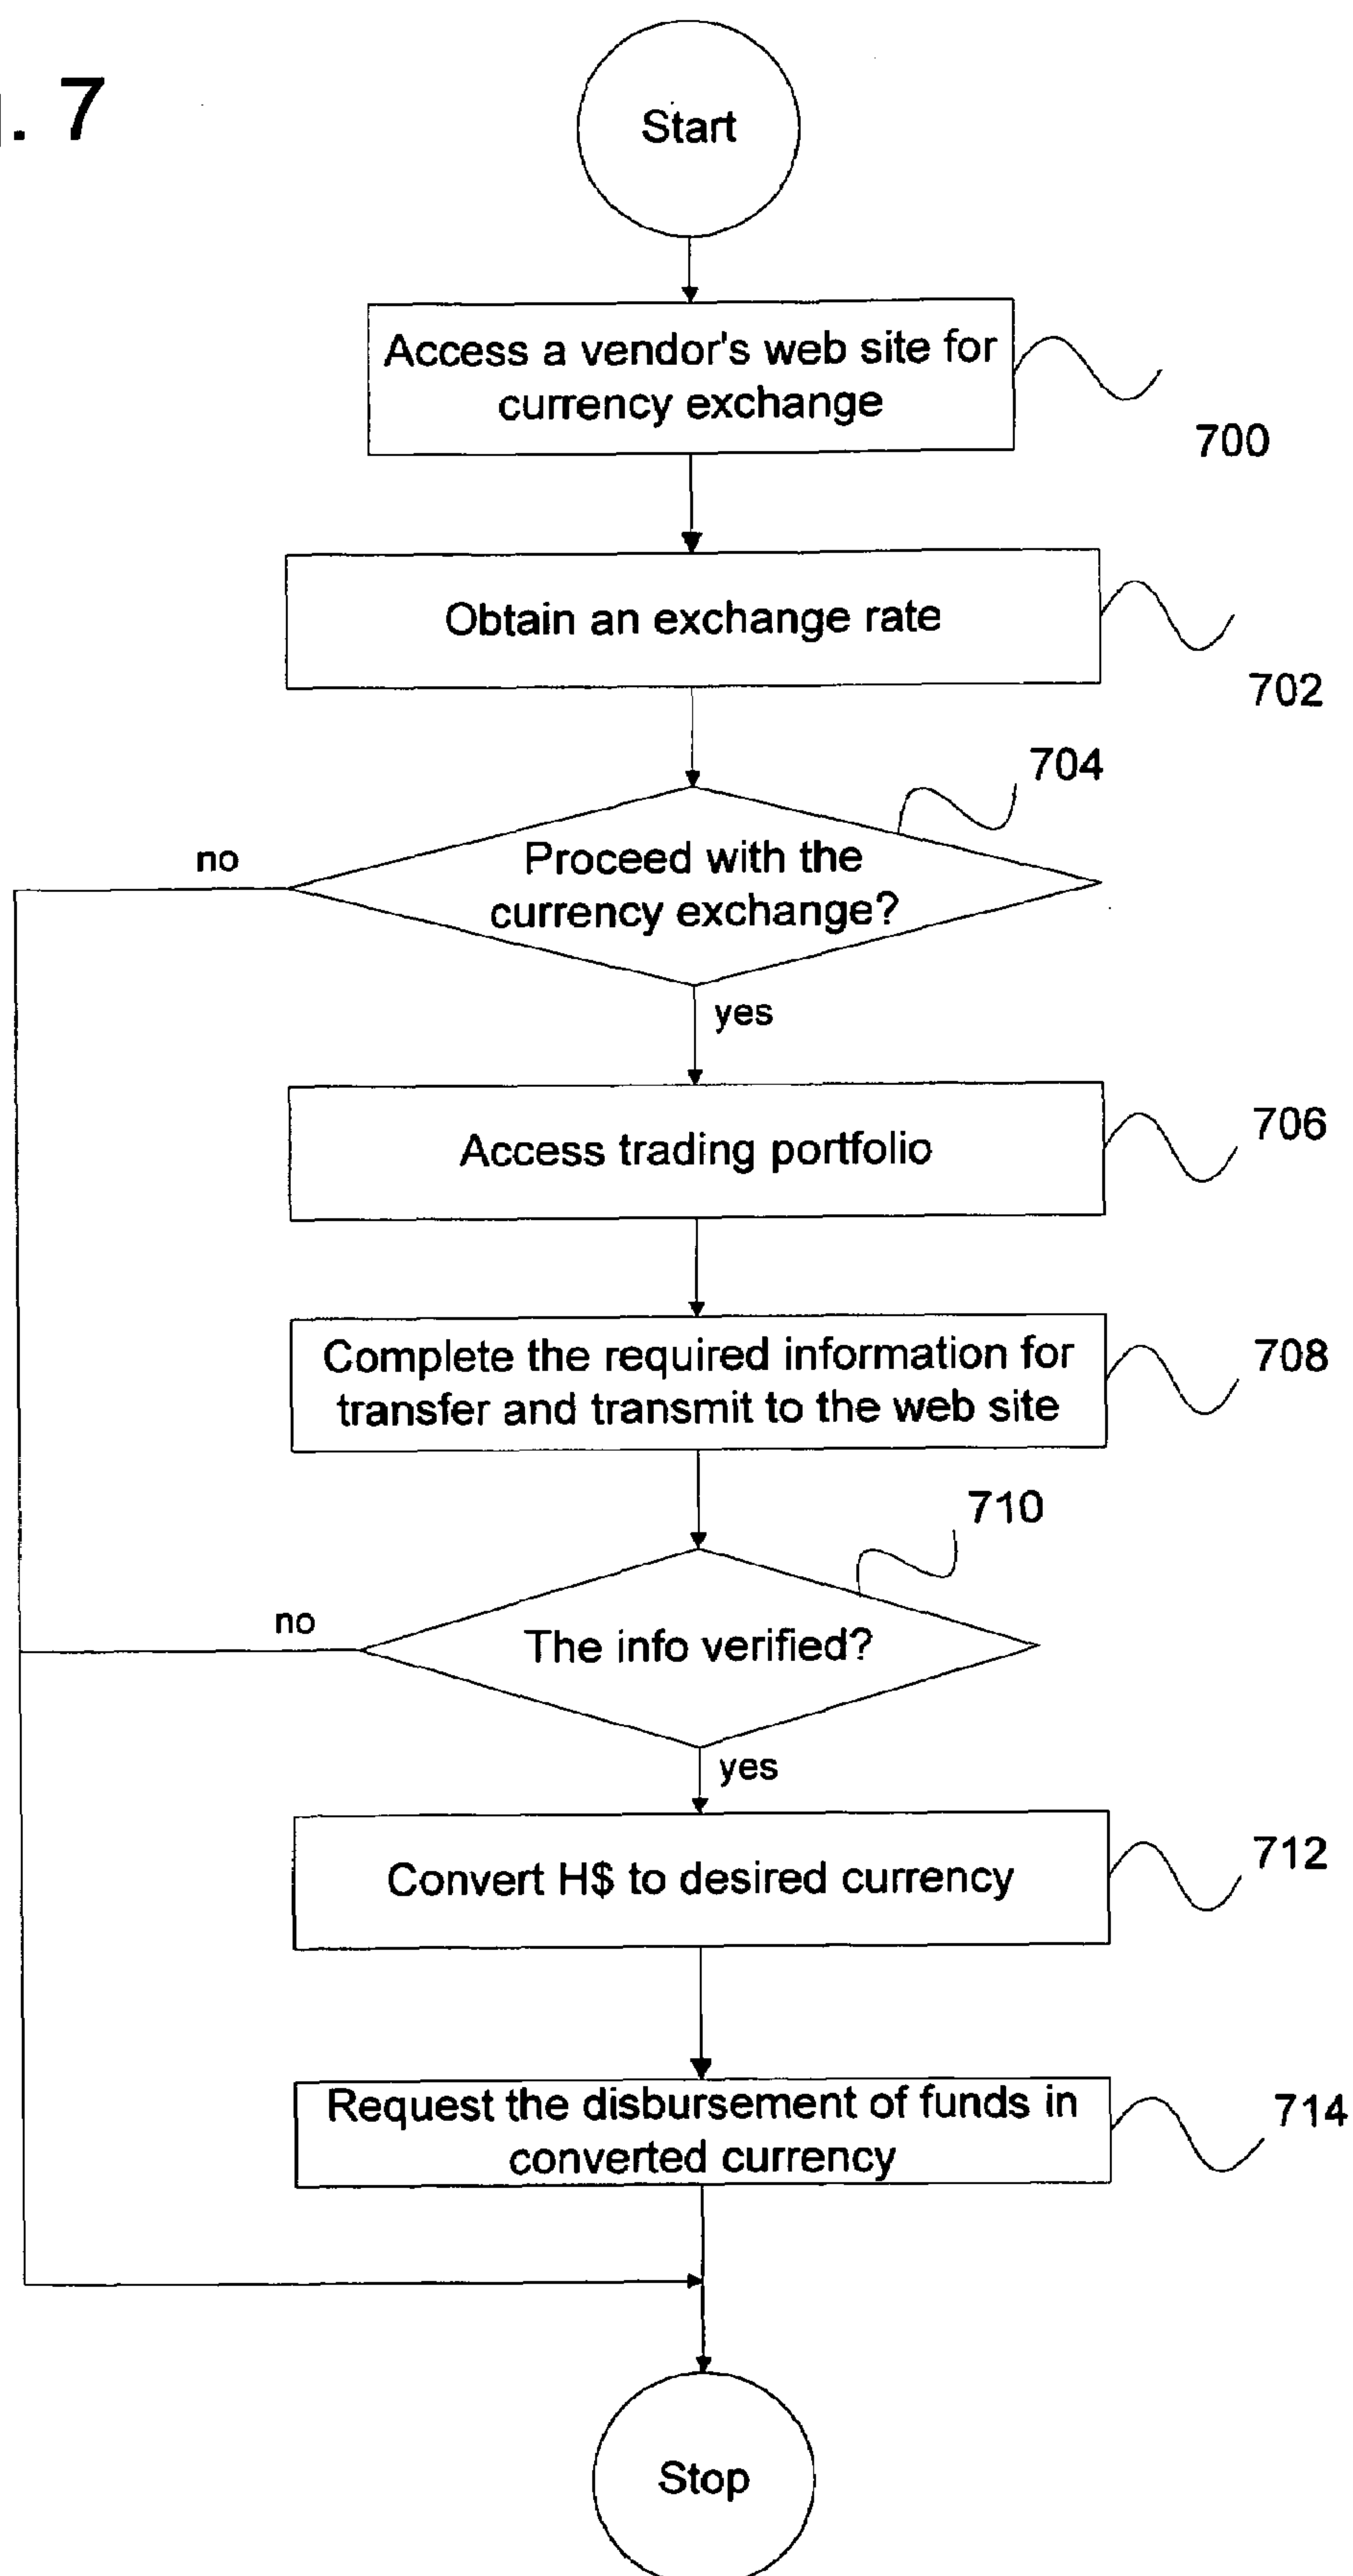 . 7
Start
Access a vendor's web site for
currency exchange
700
Obtain an exchange rate
702
704
no
Proceed with the
currency exchange?
yes
Access trading portfolio
706
Complete the required information for
transfer and transmit to the web site
708
710
no
The info verified?
yes
Convert H$ to desired currency
712
Request the disbursement of funds in
converted currency
714
Stop